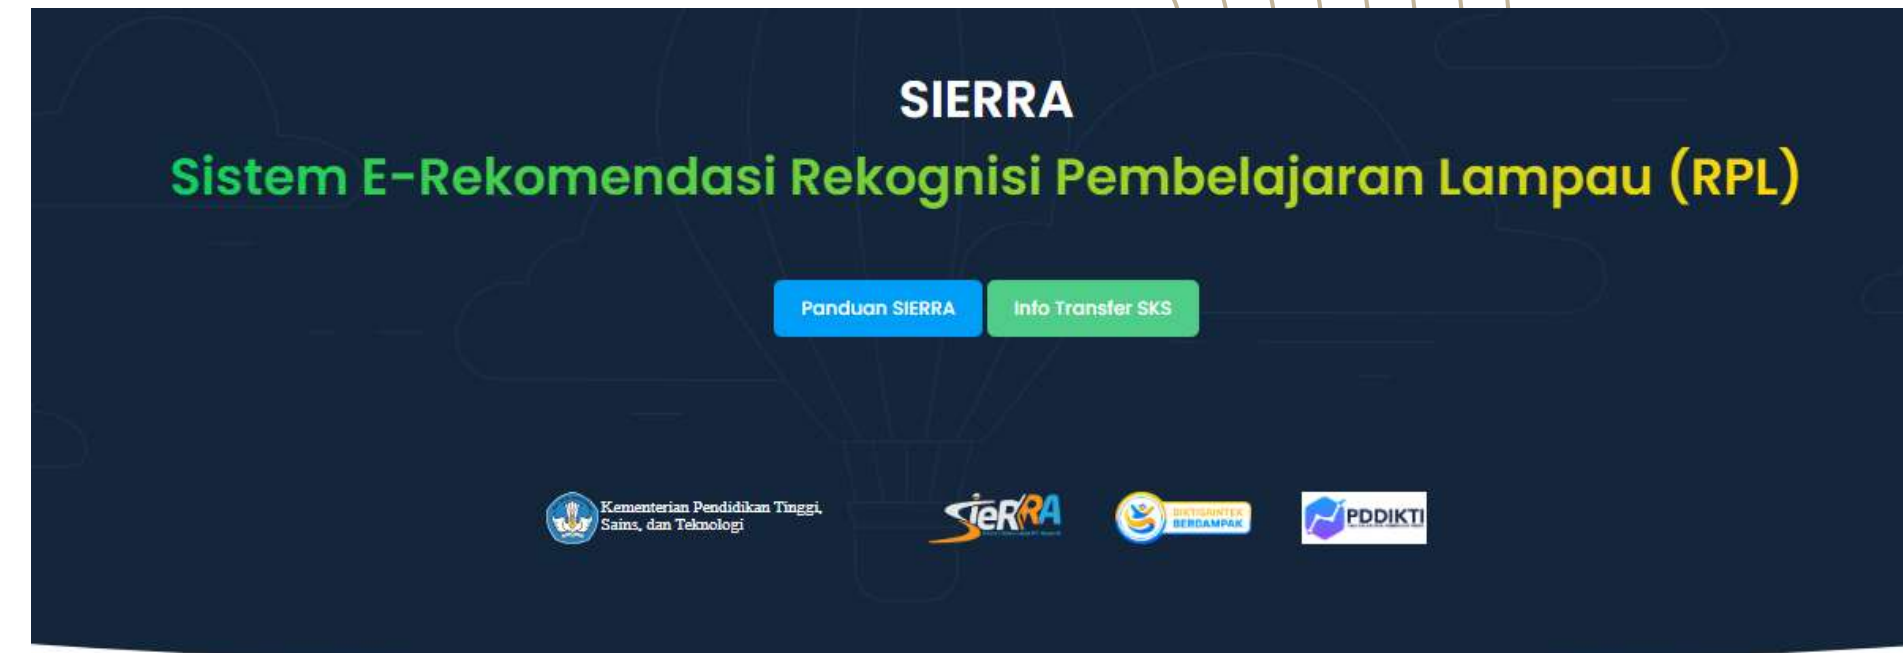 SIERRA
Sistem E-Rekomendasi Rekognisi Pembelajaran Lampau (RPL)
Panduan SIERRA
Info Transfer SKS
Kementerian Pendidikan Tinggi,
Sains, dan Teknologi
SIERRA
DIKTISAINTEK
BERDAMPAK
PDDIKTI